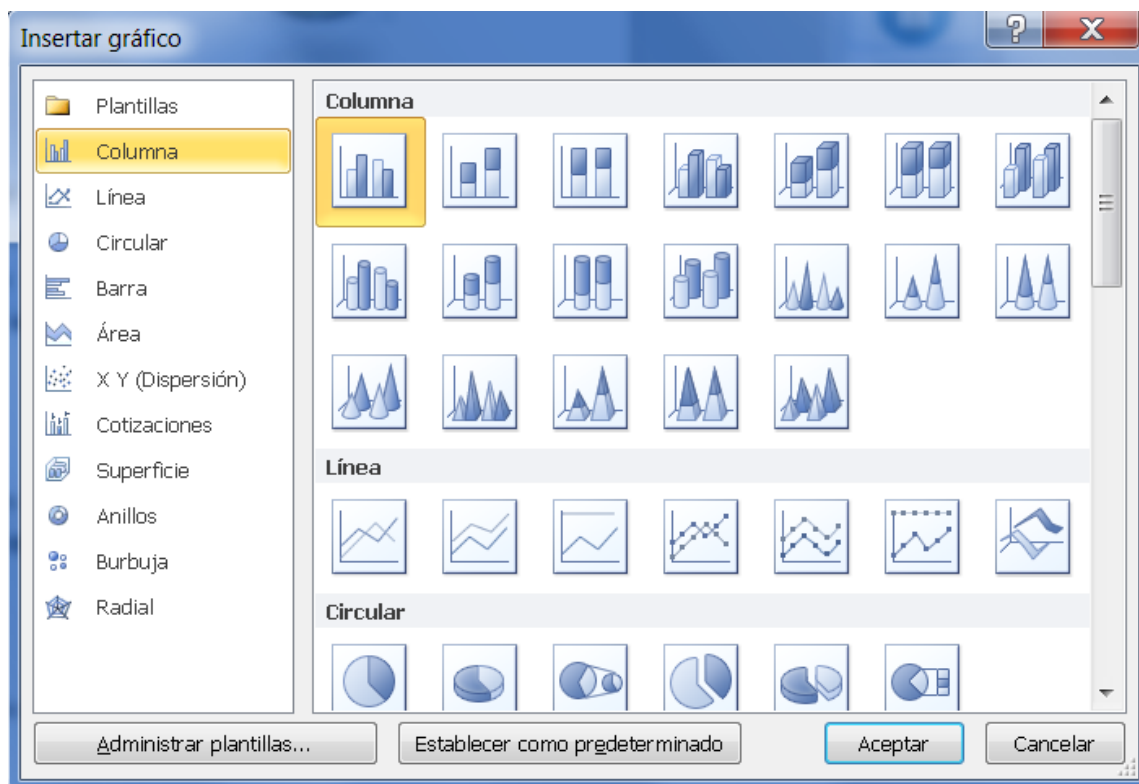 Insertar gráfico
Plantillas
Columna
Línea
Circular
Barra
Área
X Y (Dispersión)
Cotizaciones
Superficie
Anillos
Burbuja
Radial
Columna
Línea
Circular
Administrar plantillas...
Establecer como predeterminado
Aceptar
Cancelar